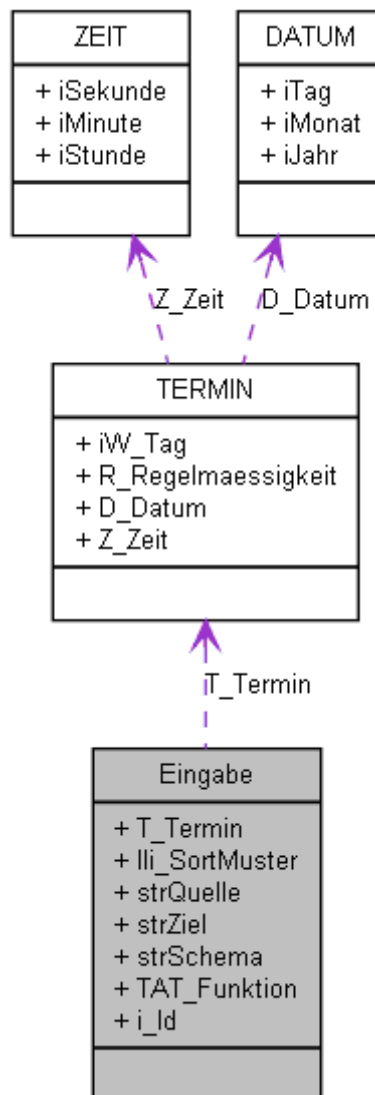 ZEIT
+ iSekunde
+ iMinute
+ iStunde
DATUM
+ iTag
+ iMonat
+ iJahr
Z_Zeit
D_Datum
TERMIN
+ iW_Tag
+ R_Regelmaessigkeit
+ D_Datum
+ Z_Zeit
T_Termin
Eingabe
+ T_Termin
+ lli_SortMuster
+ strQuelle
+ strZiel
+ strSchema
+ TAT_Funktion
+ i_Id